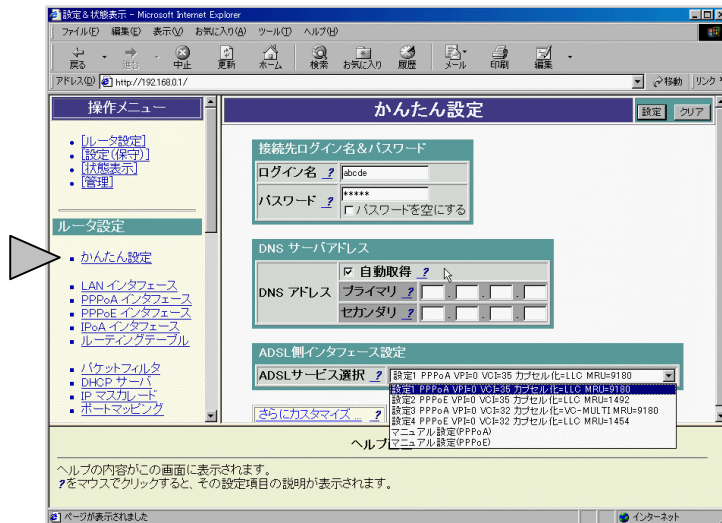 設定&状態表示 - Microsoft Internet Explorer
ファイル(F) 編集(E) 表示(V) お気に入り(A) ツール(T) ヘルプ(H)
戻る 進む 中止 更新 ホーム 検索 お気に入り 履歴 メール 印刷 編集
アドレス(D) http://192.168.0.1/ 移動 リンク
操作メニュー
[ルータ設定]
[設定(保守)]
[状態表示]
[管理]
ルータ設定
かんたん設定
LAN インタフェース
PPPoA インタフェース
PPPoE インタフェース
IPoA インタフェース
ルーティングテーブル
パケットフィルタ
DHCP サーバ
IP マスカレード
ポートマッピング
かんたん設定 設定 クリア
接続先ログイン名&パスワード
ログイン名 ? abcde
パスワード ? *****
パスワードを空にする
DNS サーバアドレス
DNS アドレス 自動取得 ?
プライマリ ? . . .
セカンダリ ? . . .
ADSL側インタフェース設定
ADSLサービス選択 ? 設定1 PPPoA VPI=0 VCI=35 カプセル化=LLC MRU=9180
設定1 PPPoA VPI=0 VCI=35 カプセル化=LLC MRU=9180
設定2 PPPoE VPI=0 VCI=35 カプセル化=LLC MRU=1492
設定3 PPPoA VPI=0 VCI=32 カプセル化=VC-MULTI MRU=9180
設定4 PPPoE VPI=0 VCI=32 カプセル化=LLC MRU=1454
マニュアル設定(PPPoA)
マニュアル設定(PPPoE)
さらにカスタマイズ ... ?
ヘルプ
ヘルプの内容がこの画面に表示されます。
?をマウスでクリックすると、その設定項目の説明が表示されます。
ページが表示されました インターネット